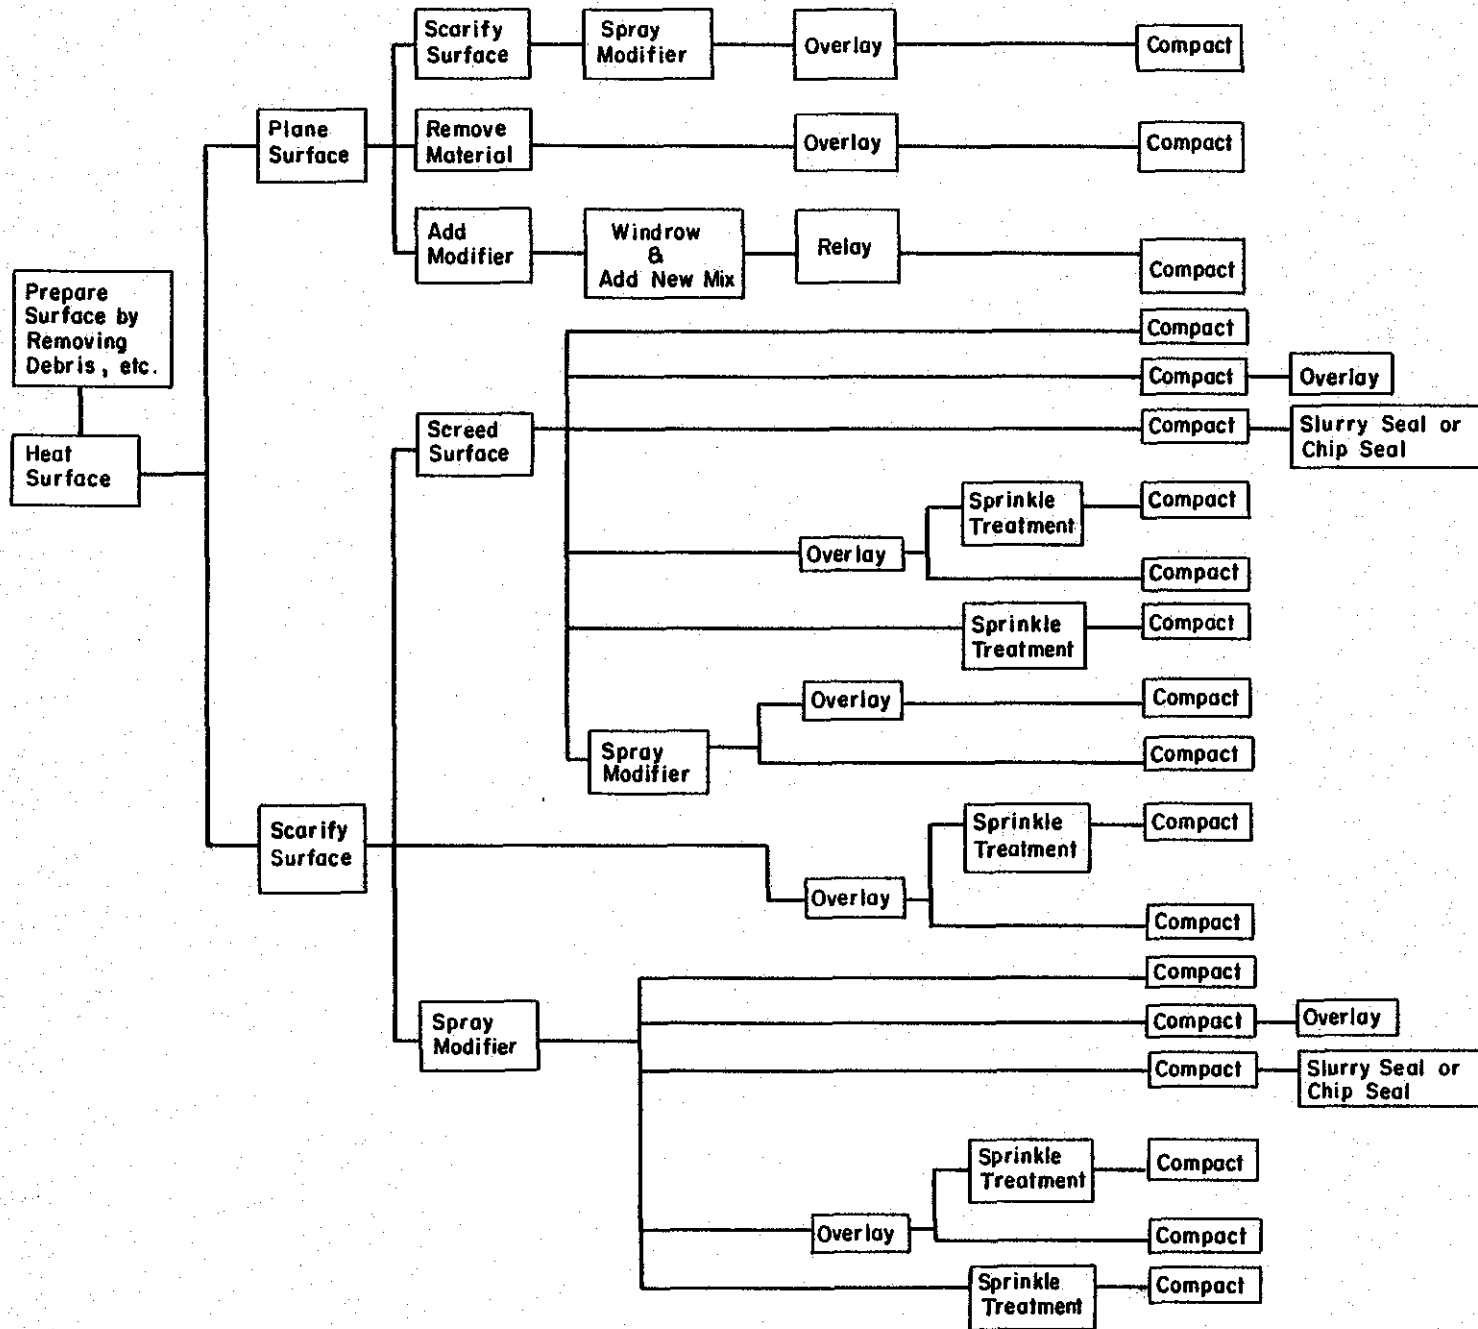 Scarify
Surface
Spray
Modifier
Overlay
Compact
Plane
Surface
Remove
Material
Overlay
Compact
Add
Modifier
Windrow
&
Add New Mix
Relay
Compact
Prepare
Surface by
Removing
Debris, etc.
Heat
Surface
Compact
Compact
Overlay
Screed
Surface
Compact
Slurry Seal or
Chip Seal
Sprinkle
Treatment
Compact
Overlay
Compact
Sprinkle
Treatment
Compact
Overlay
Compact
Spray
Modifier
Compact
Scarify
Surface
Sprinkle
Treatment
Compact
Overlay
Compact
Compact
Spray
Modifier
Compact
Overlay
Compact
Slurry Seal or
Chip Seal
Sprinkle
Treatment
Compact
Overlay
Compact
Sprinkle
Treatment
Compact